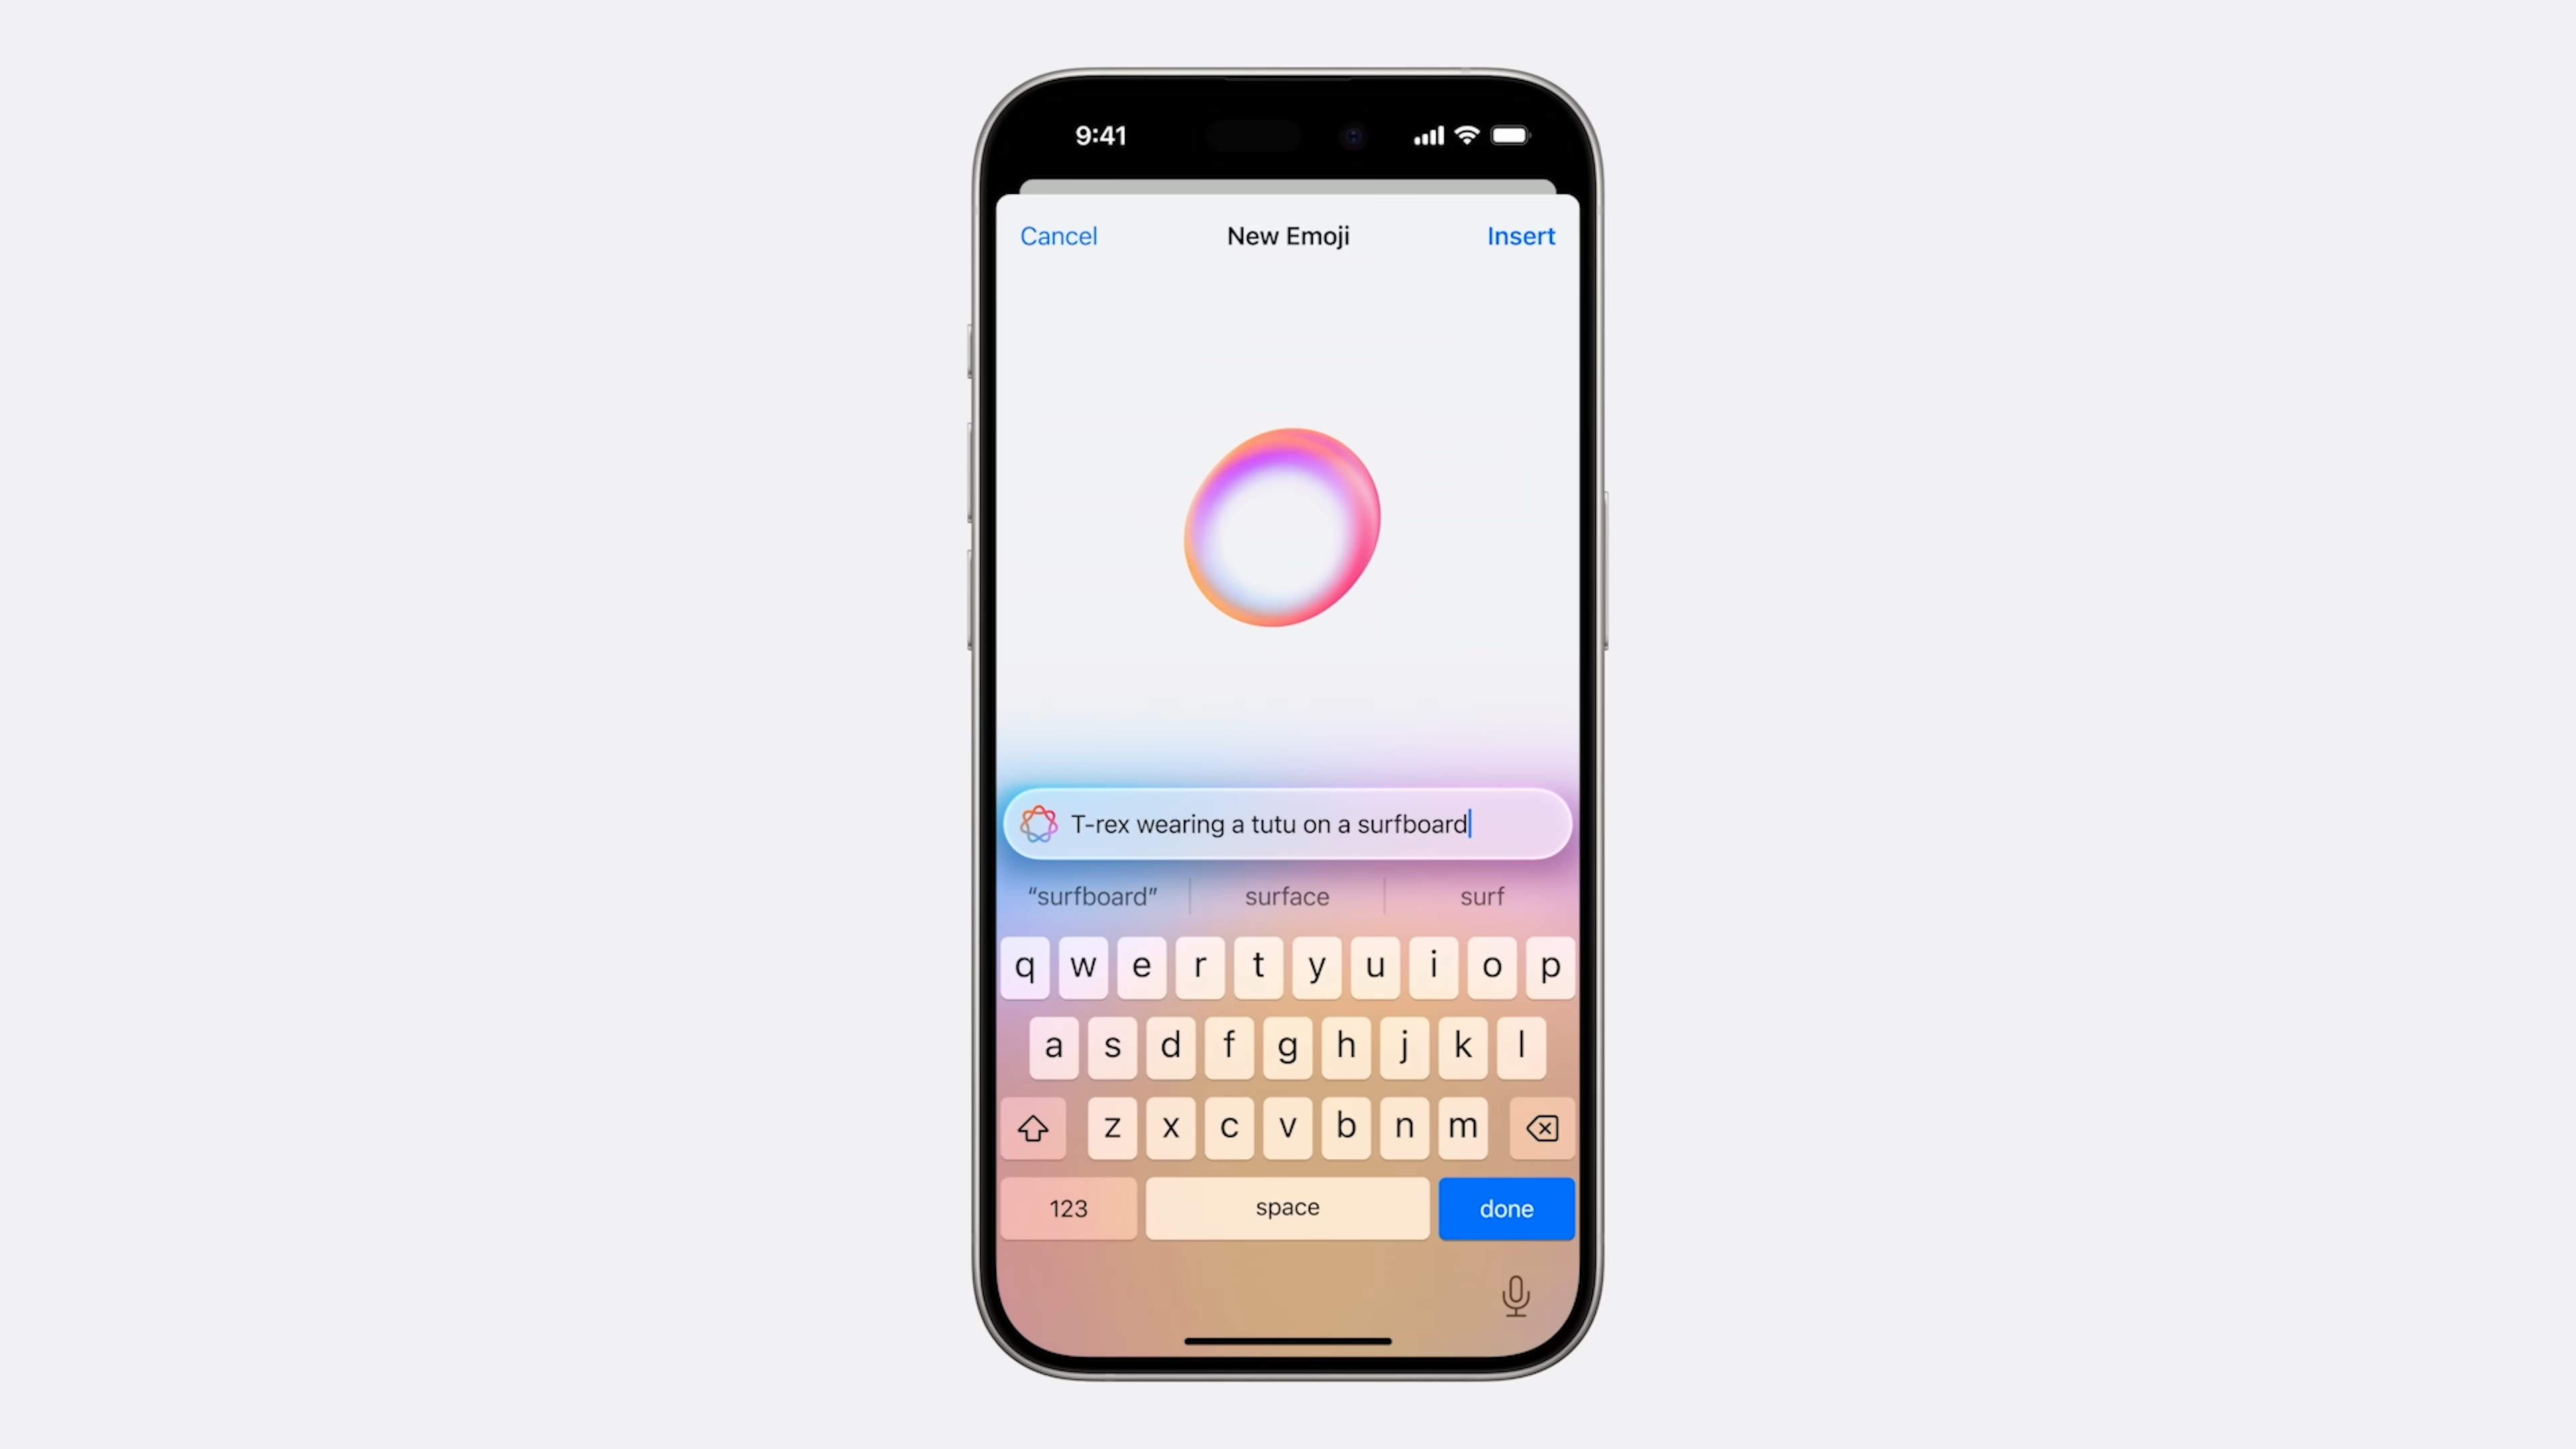 9:41
Cancel New Emoji Insert
T-rex wearing a tutu on a surfboard
“surfboard” surface surf
q w e r t y u i o p
a s d f g h j k l
z x c v b n m
123 space done